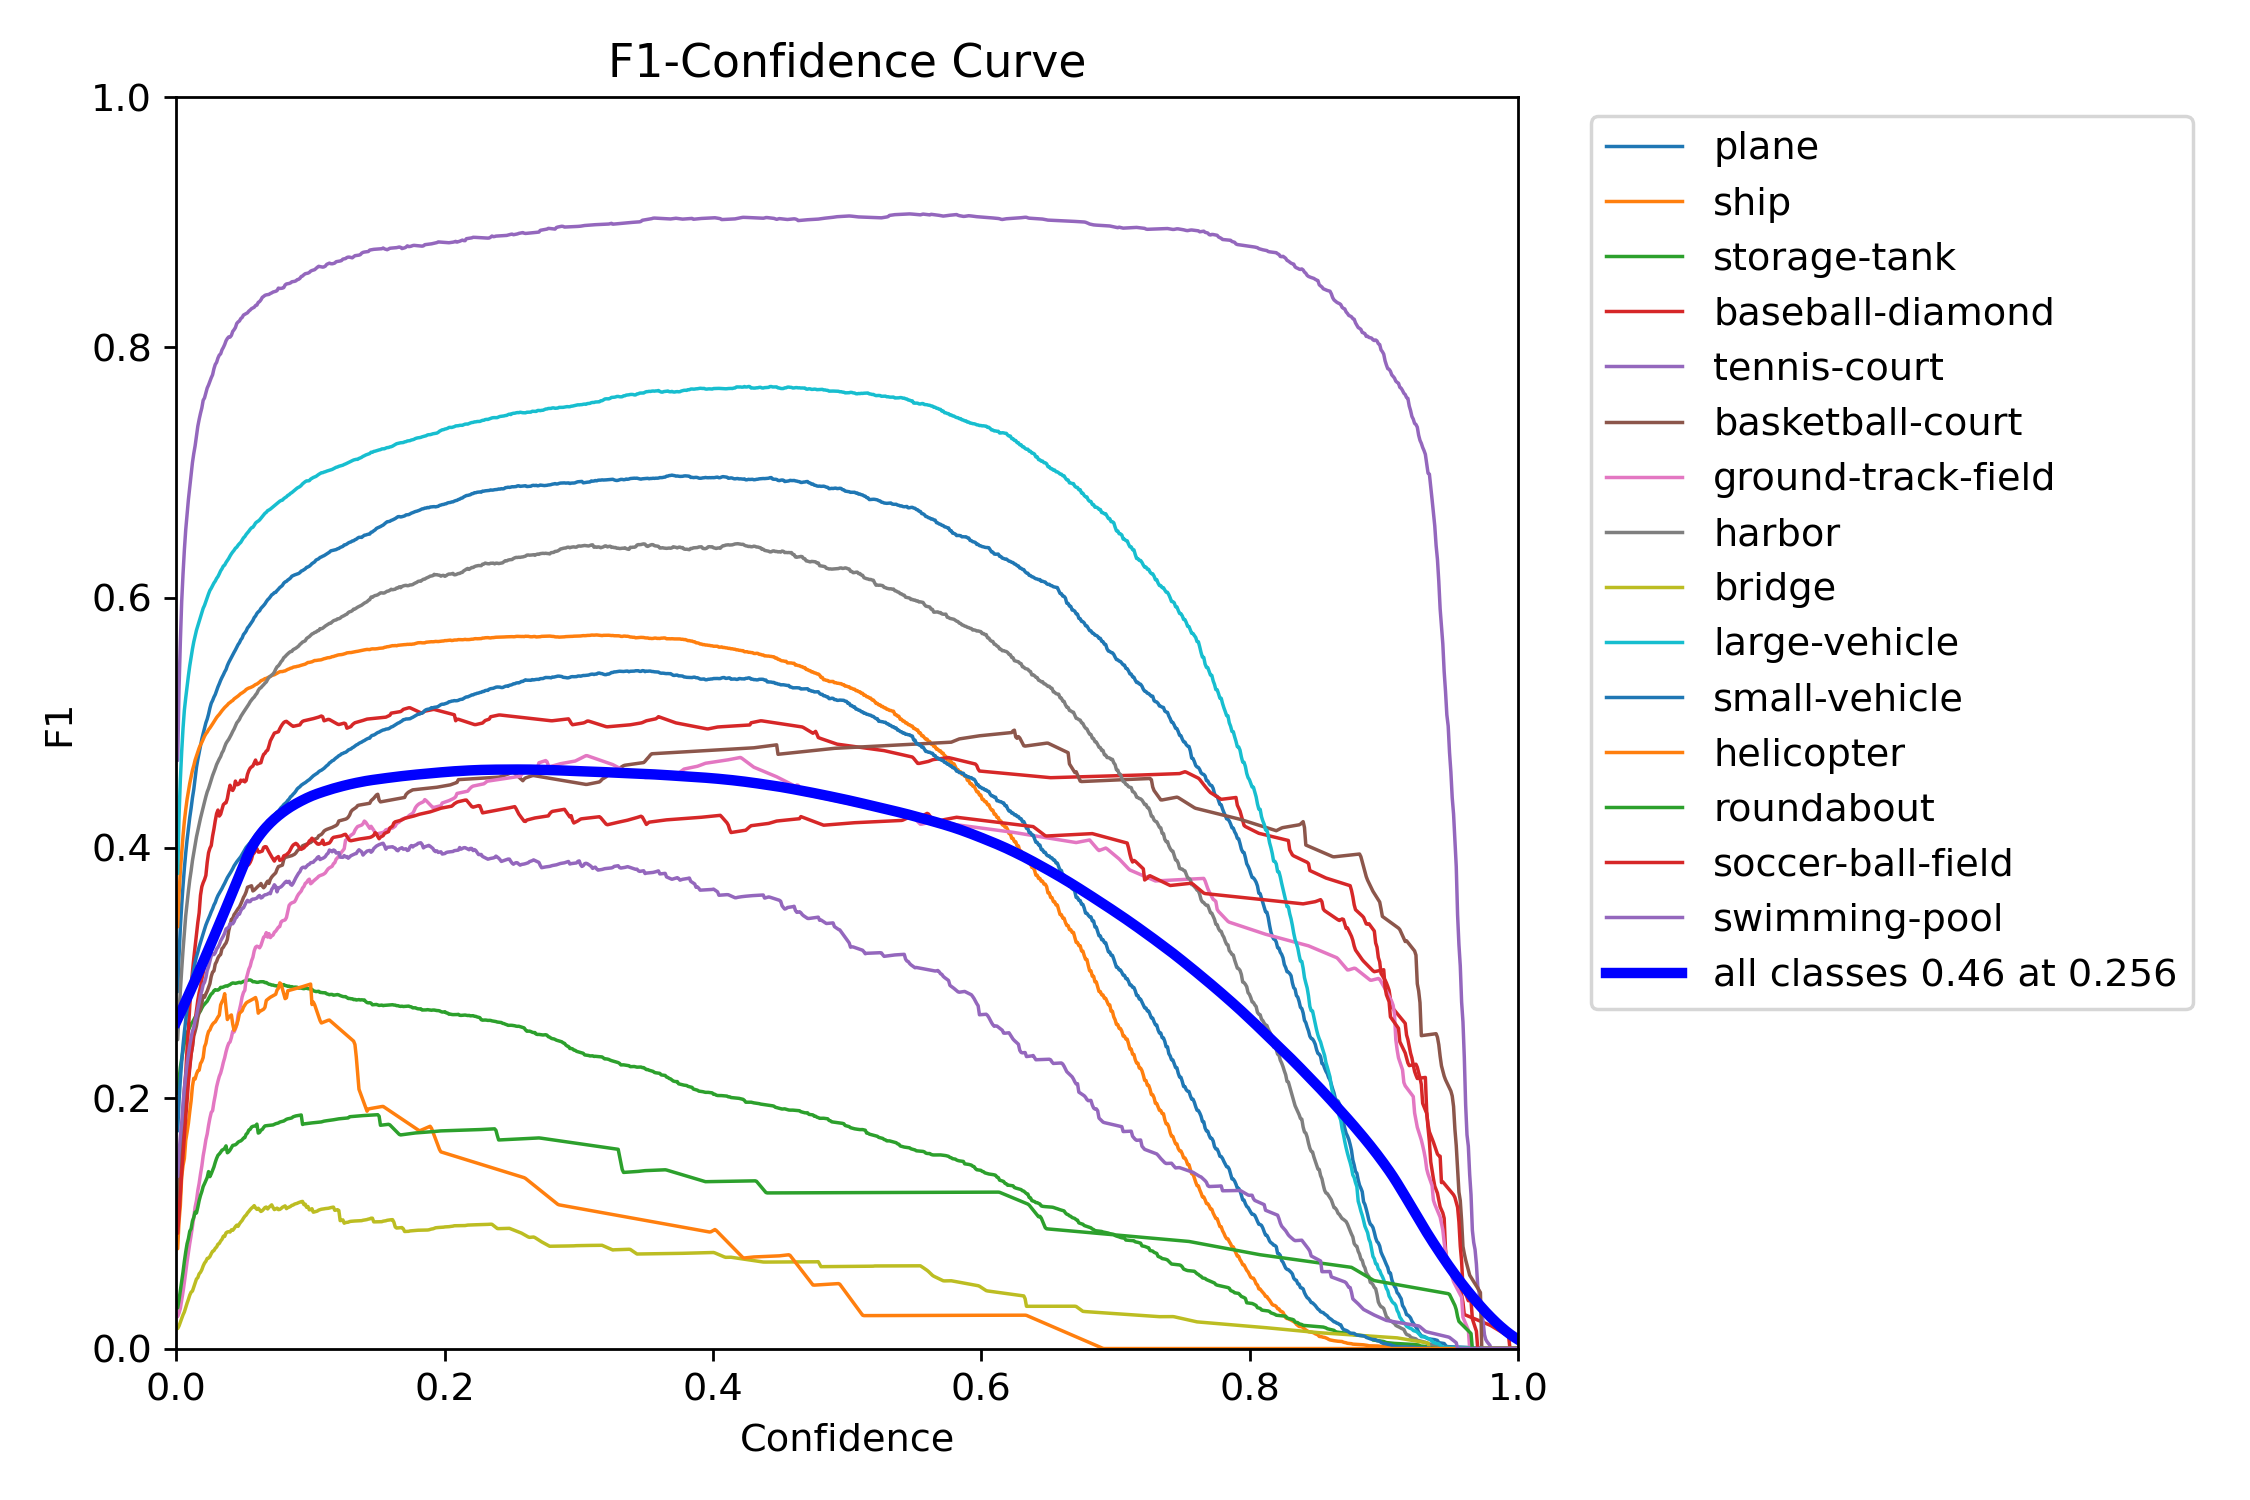 F1-Confidence Curve
1.0
0.8
0.6
0.4
0.2
0.0
F1
0.0 0.2 0.4 0.6 0.8 1.0
Confidence
plane
ship
storage-tank
baseball-diamond
tennis-court
basketball-court
ground-track-field
harbor
bridge
large-vehicle
small-vehicle
helicopter
roundabout
soccer-ball-field
swimming-pool
all classes 0.46 at 0.256